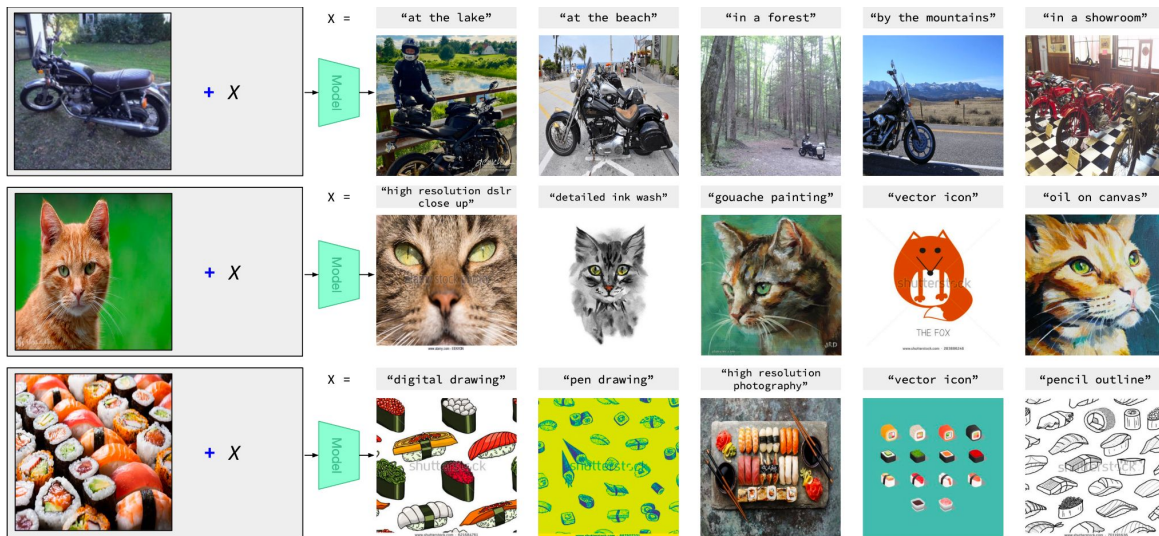 X = "at the lake" "at the beach" "in a forest" "by the mountains" "in a showroom"
+ X
Model
X = "high resolution dslr close up" "detailed ink wash" "gouache painting" "vector icon" "oil on canvas"
+ X
Model
shutterstock
THE FOX
X = "digital drawing" "pen drawing" "high resolution photography" "vector icon" "pencil outline"
+ X
Model
shutterstock
shutterstock
shutterstock